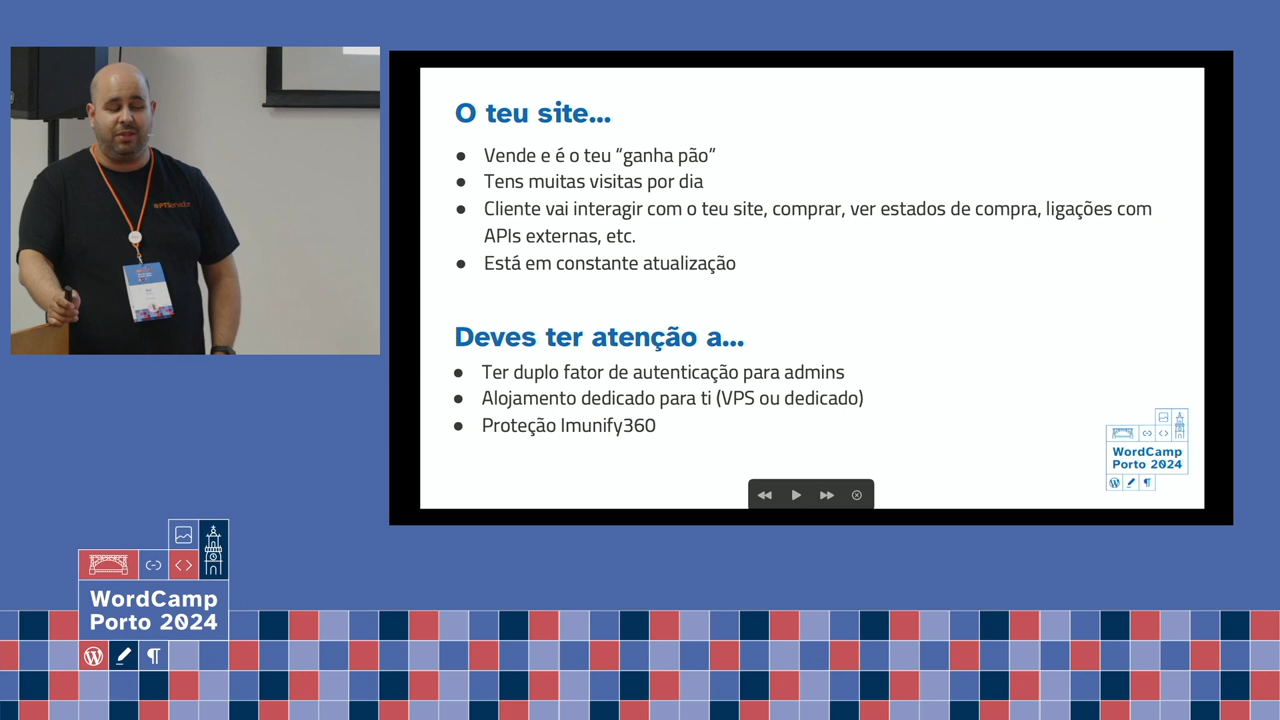 O teu site...
● Vende e é o teu “ganha pão”
● Tens muitas visitas por dia
● Cliente vai interagir com o teu site, comprar, ver estados de compra, ligações com
APIs externas, etc.
● Está em constante atualização
Deves ter atenção a...
● Ter duplo fator de autenticação para admins
● Alojamento dedicado para ti (VPS ou dedicado)
● Proteção Imunify360
WordCamp
Porto 2024
PTServidor
WordCamp
Porto 2024